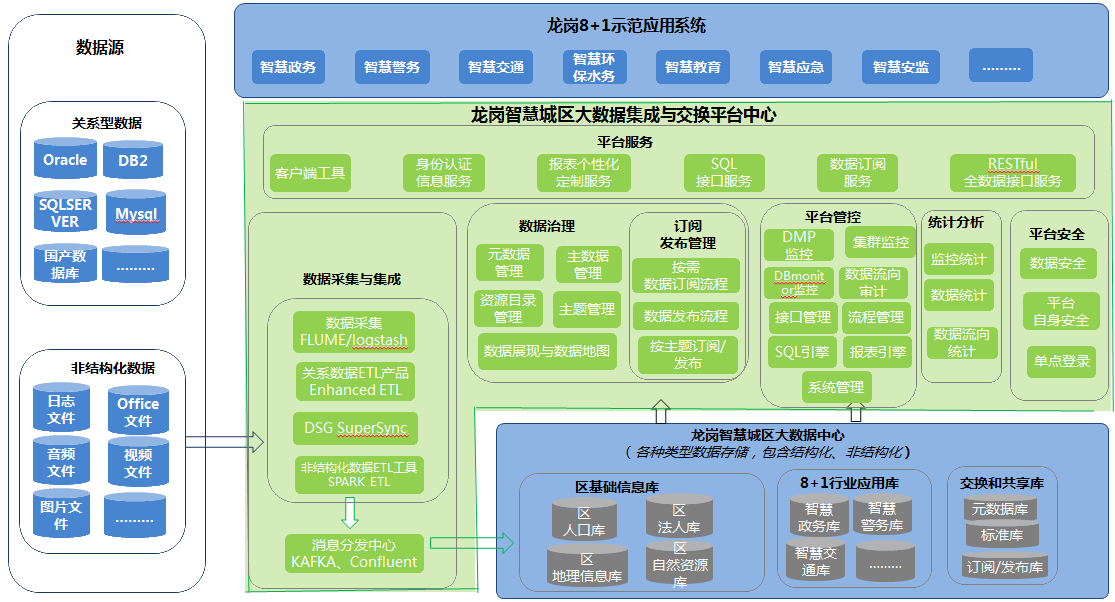 数据源
关系型数据
Oracle
DB2
SQLSER
VER
Mysql
国产数
据库
.........
非结构化数据
日志
文件
Office
文件
音频
文件
视频
文件
图片文
件
.........
龙岗8+1示范应用系统
智慧政务
智慧警务
智慧交通
智慧环
保水务
智慧教育
智慧应急
智慧安监
.........
龙岗智慧城区大数据集成与交换平台中心
平台服务
客户端工具
身份认证
信息服务
报表个性化
定制服务
SQL
接口服务
数据订阅
服务
RESTful
全数据接口服务
数据采集与集成
数据采集
FLUME/logstash
关系数据ETL产品
Enhanced ETL
DSG SuperSync
非结构化数据ETL工具
SPARK ETL
消息分发中心
KAFKA、Confluent
数据治理
元数据
管理
主数据
管理
资源目录
管理
主题管理
数据展现与数据地图
订阅
发布管理
按需
数据订阅流程
数据发布流程
按主题订阅/
发布
平台管控
DMP
监控
集群监控
DBmonit
or监控
数据流向
审计
接口管理
流程管理
SQL引擎
报表引擎
系统管理
统计分析
监控统计
数据统计
数据流向
统计
平台安全
数据安全
平台
自身安全
单点登录
龙岗智慧城区大数据中心
（各种类型数据存储，包含结构化、非结构化）
区基础信息库
区
人口库
区
法人库
区
地理信息库
区
自然资源
库
8+1行业应用库
智慧
政务库
智慧
警务库
智慧交
通库
.........
交换和共享库
元数据库
标准库
订阅/发布库